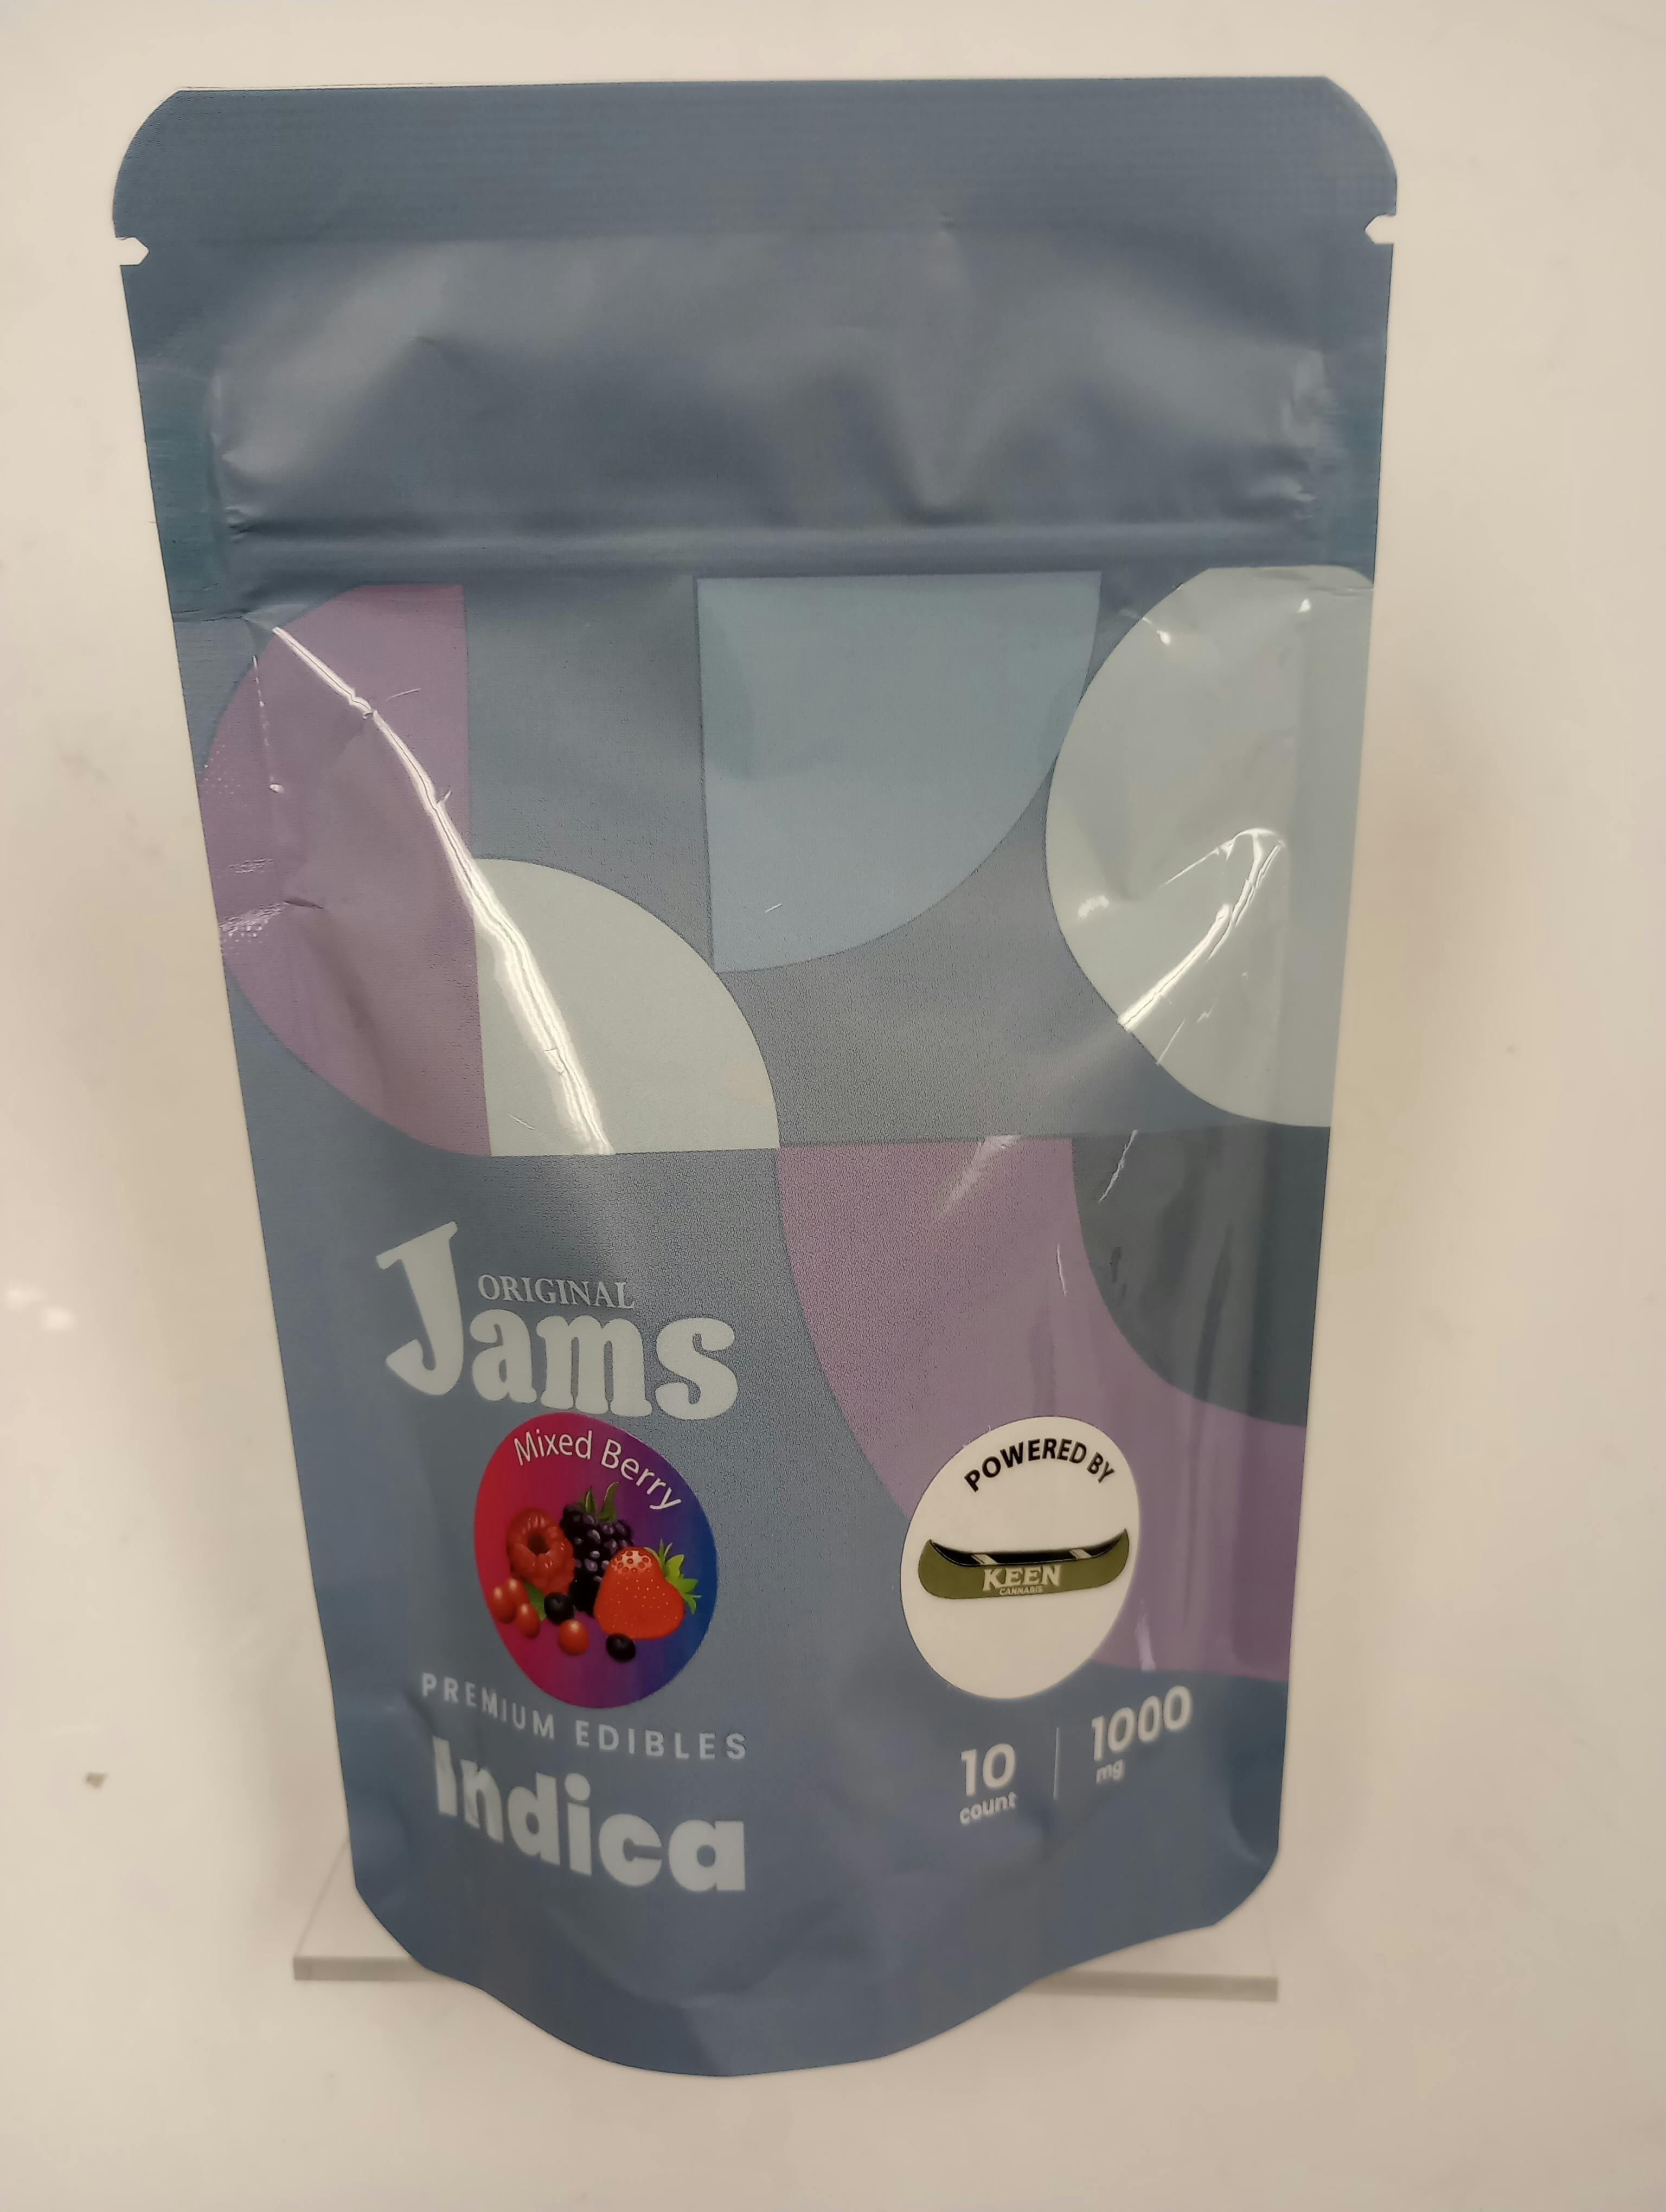 ORIGINAL
Jams
Mixed Berry
PREMIUM EDIBLES
Indica
POWERED BY
KEEN
CANNABIS
10
count
1000
mg